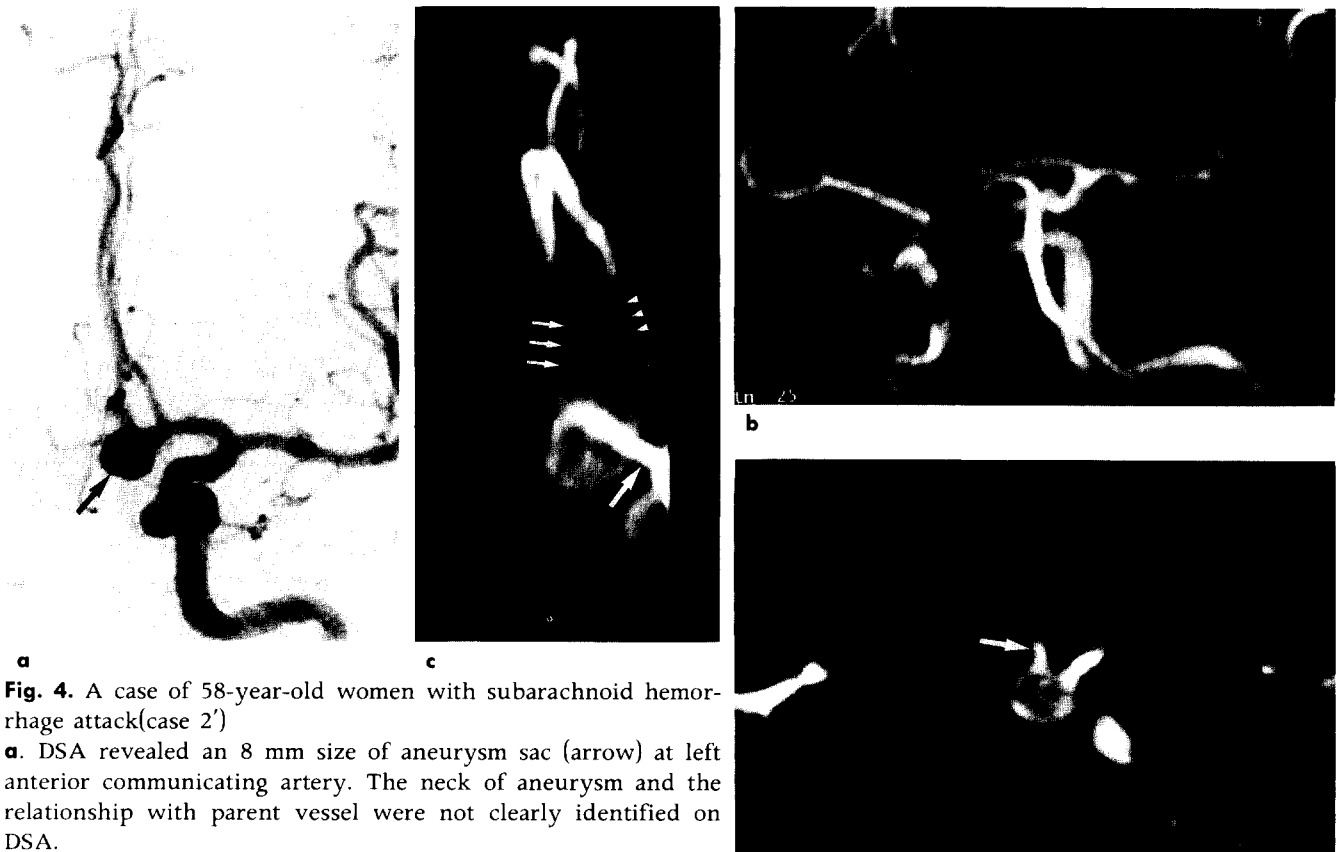 Ln 25
b
a
c
Fig. 4. A case of 58-year-old women with subarachnoid hemor-
rhage attack(case 2')
a. DSA revealed an 8 mm size of aneurysm sac (arrow) at left
anterior communicating artery. The neck of aneurysm and the
relationship with parent vessel were not clearly identified on
DSA.